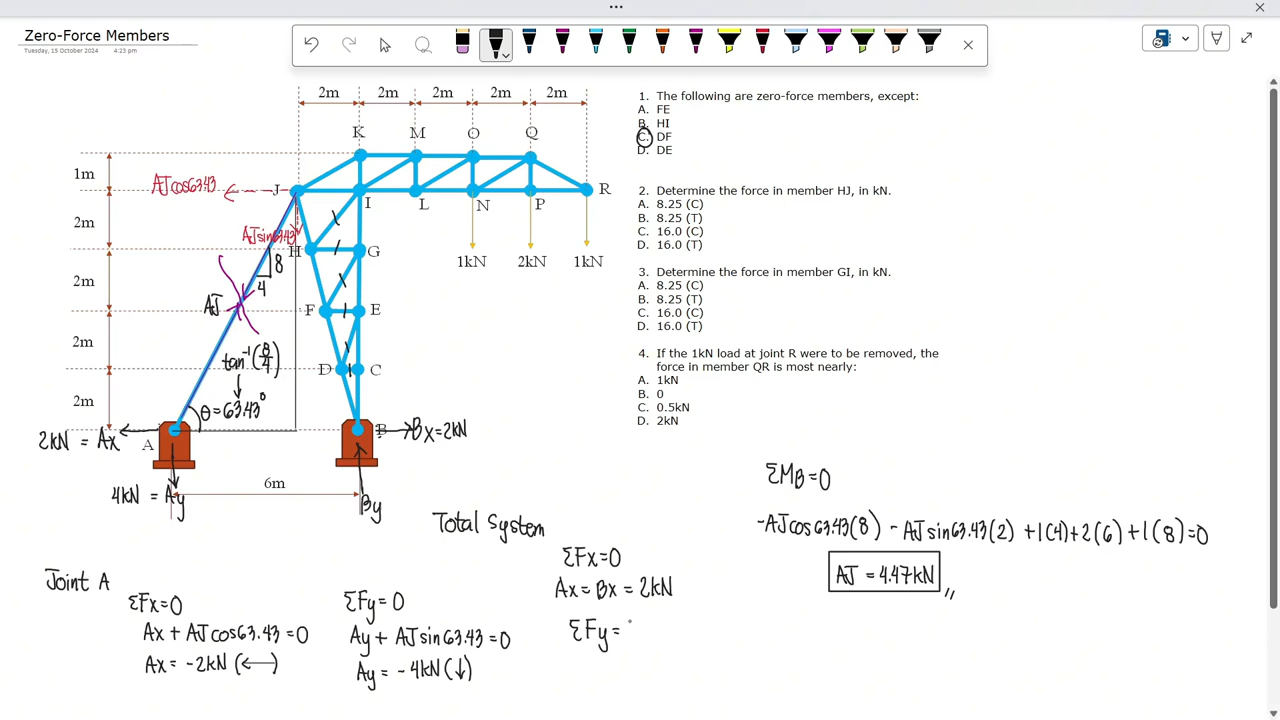 Zero-Force Members
Tuesday, 15 October 2024 4:23 pm
2m 2m 2m 2m 2m
K M O Q
1m
AJcos63.43
J
I L N P R
2m
AJsin63.43
H G
8
4
1kN 2kN 1kN
2m
AJ
F E
2m
tan⁻¹(8/4)
D C
2m
θ = 63.43°
2kN = Ax
A
B
Bx = 2kN
6m
4kN = Ay
By
1. The following are zero-force members, except:
A. FE
B. HI
C. DF
D. DE
2. Determine the force in member HJ, in kN.
A. 8.25 (C)
B. 8.25 (T)
C. 16.0 (C)
D. 16.0 (T)
3. Determine the force in member GI, in kN.
A. 8.25 (C)
B. 8.25 (T)
C. 16.0 (C)
D. 16.0 (T)
4. If the 1kN load at joint R were to be removed, the
force in member QR is most nearly:
A. 1kN
B. 0
C. 0.5kN
D. 2kN
ΣMB=0
-AJcos63.43(8) - AJsin63.43(2) +1(4)+2(6)+1(8)=0
AJ = 4.47kN
Total System
ΣFx=0
Ax = Bx = 2kN
ΣFy=
Joint A
ΣFx=0
Ax + AJcos63.43 = 0
Ax = -2kN (←)
ΣFy = 0
Ay + AJsin63.43 = 0
Ay = -4kN (↓)